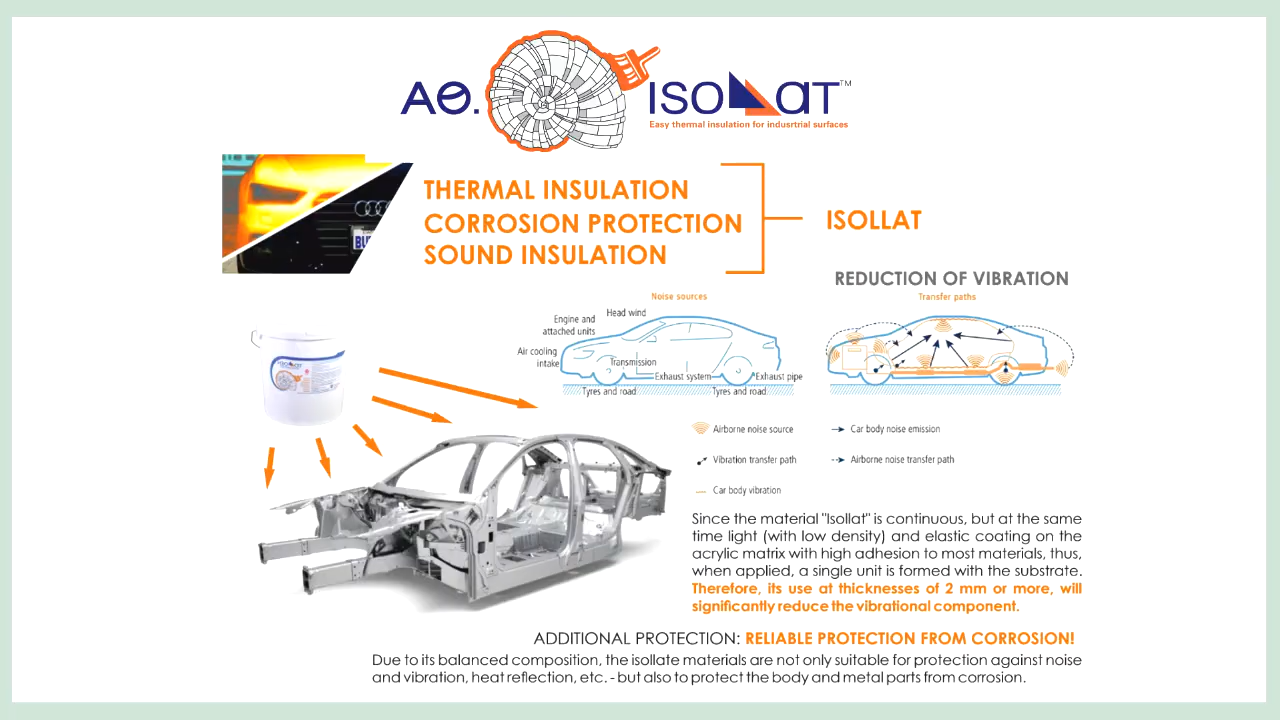 AΘ.
ISOLLAT™
Easy thermal insulation for indusrtrial surfaces
THERMAL INSULATION
CORROSION PROTECTION
SOUND INSULATION
ISOLLAT
REDUCTION OF VIBRATION
Noise sources
Transfer paths
Head wind
Engine and
attached units
Air cooling
intake
Transmission
Exhaust system
Exhaust pipe
Tyres and road
Tyres and road
Airborne noise source
Car body noise emission
Vibration transfer path
Airborne noise transfer path
Car body vibration
Since the material "Isollat" is continuous, but at the same
time light (with low density) and elastic coating on the
acrylic matrix with high adhesion to most materials, thus,
when applied, a single unit is formed with the substrate.
Therefore, its use at thicknesses of 2 mm or more, will
significantly reduce the vibrational component.
ADDITIONAL PROTECTION: RELIABLE PROTECTION FROM CORROSION!
Due to its balanced composition, the isollate materials are not only suitable for protection against noise
and vibration, heat reflection, etc. - but also to protect the body and metal parts from corrosion.